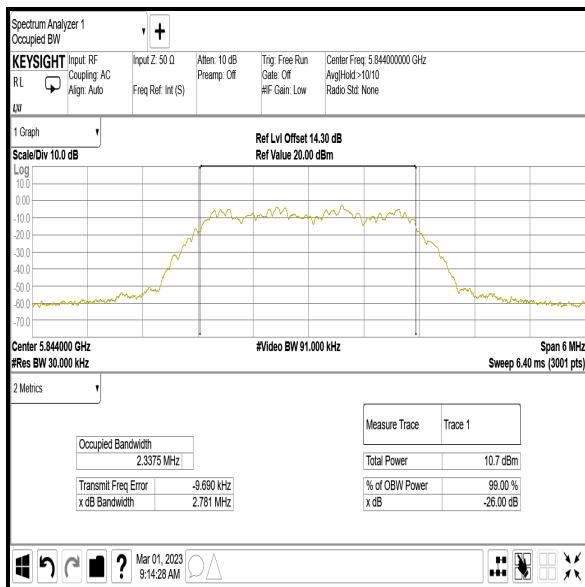 Spectrum Analyzer 1
Occupied BW
KEYSIGHT
R L
LXI
Input: RF
Coupling: AC
Align: Auto
Input Z: 50 Ω
Freq Ref: Int (S)
Atten: 10 dB
Preamp: Off
Trig: Free Run
Gate: Off
#IF Gain: Low
Center Freq: 5.844000000 GHz
Avg|Hold:>10/10
Radio Std: None
1 Graph
Scale/Div 10.0 dB
Ref Lvl Offset 14.30 dB
Ref Value 20.00 dBm
Log
10.0
0.00
-10.0
-20.0
-30.0
-40.0
-50.0
-60.0
-70.0
Center 5.844000 GHz
#Res BW 30.000 kHz
#Video BW 91.000 kHz
Span 6 MHz
Sweep 6.40 ms (3001 pts)
2 Metrics
Occupied Bandwidth
2.3375 MHz
Transmit Freq Error -9.690 kHz
x dB Bandwidth 2.781 MHz
Measure Trace Trace 1
Total Power 10.7 dBm
% of OBW Power 99.00 %
x dB -26.00 dB
?
Mar 01, 2023
9:14:28 AM